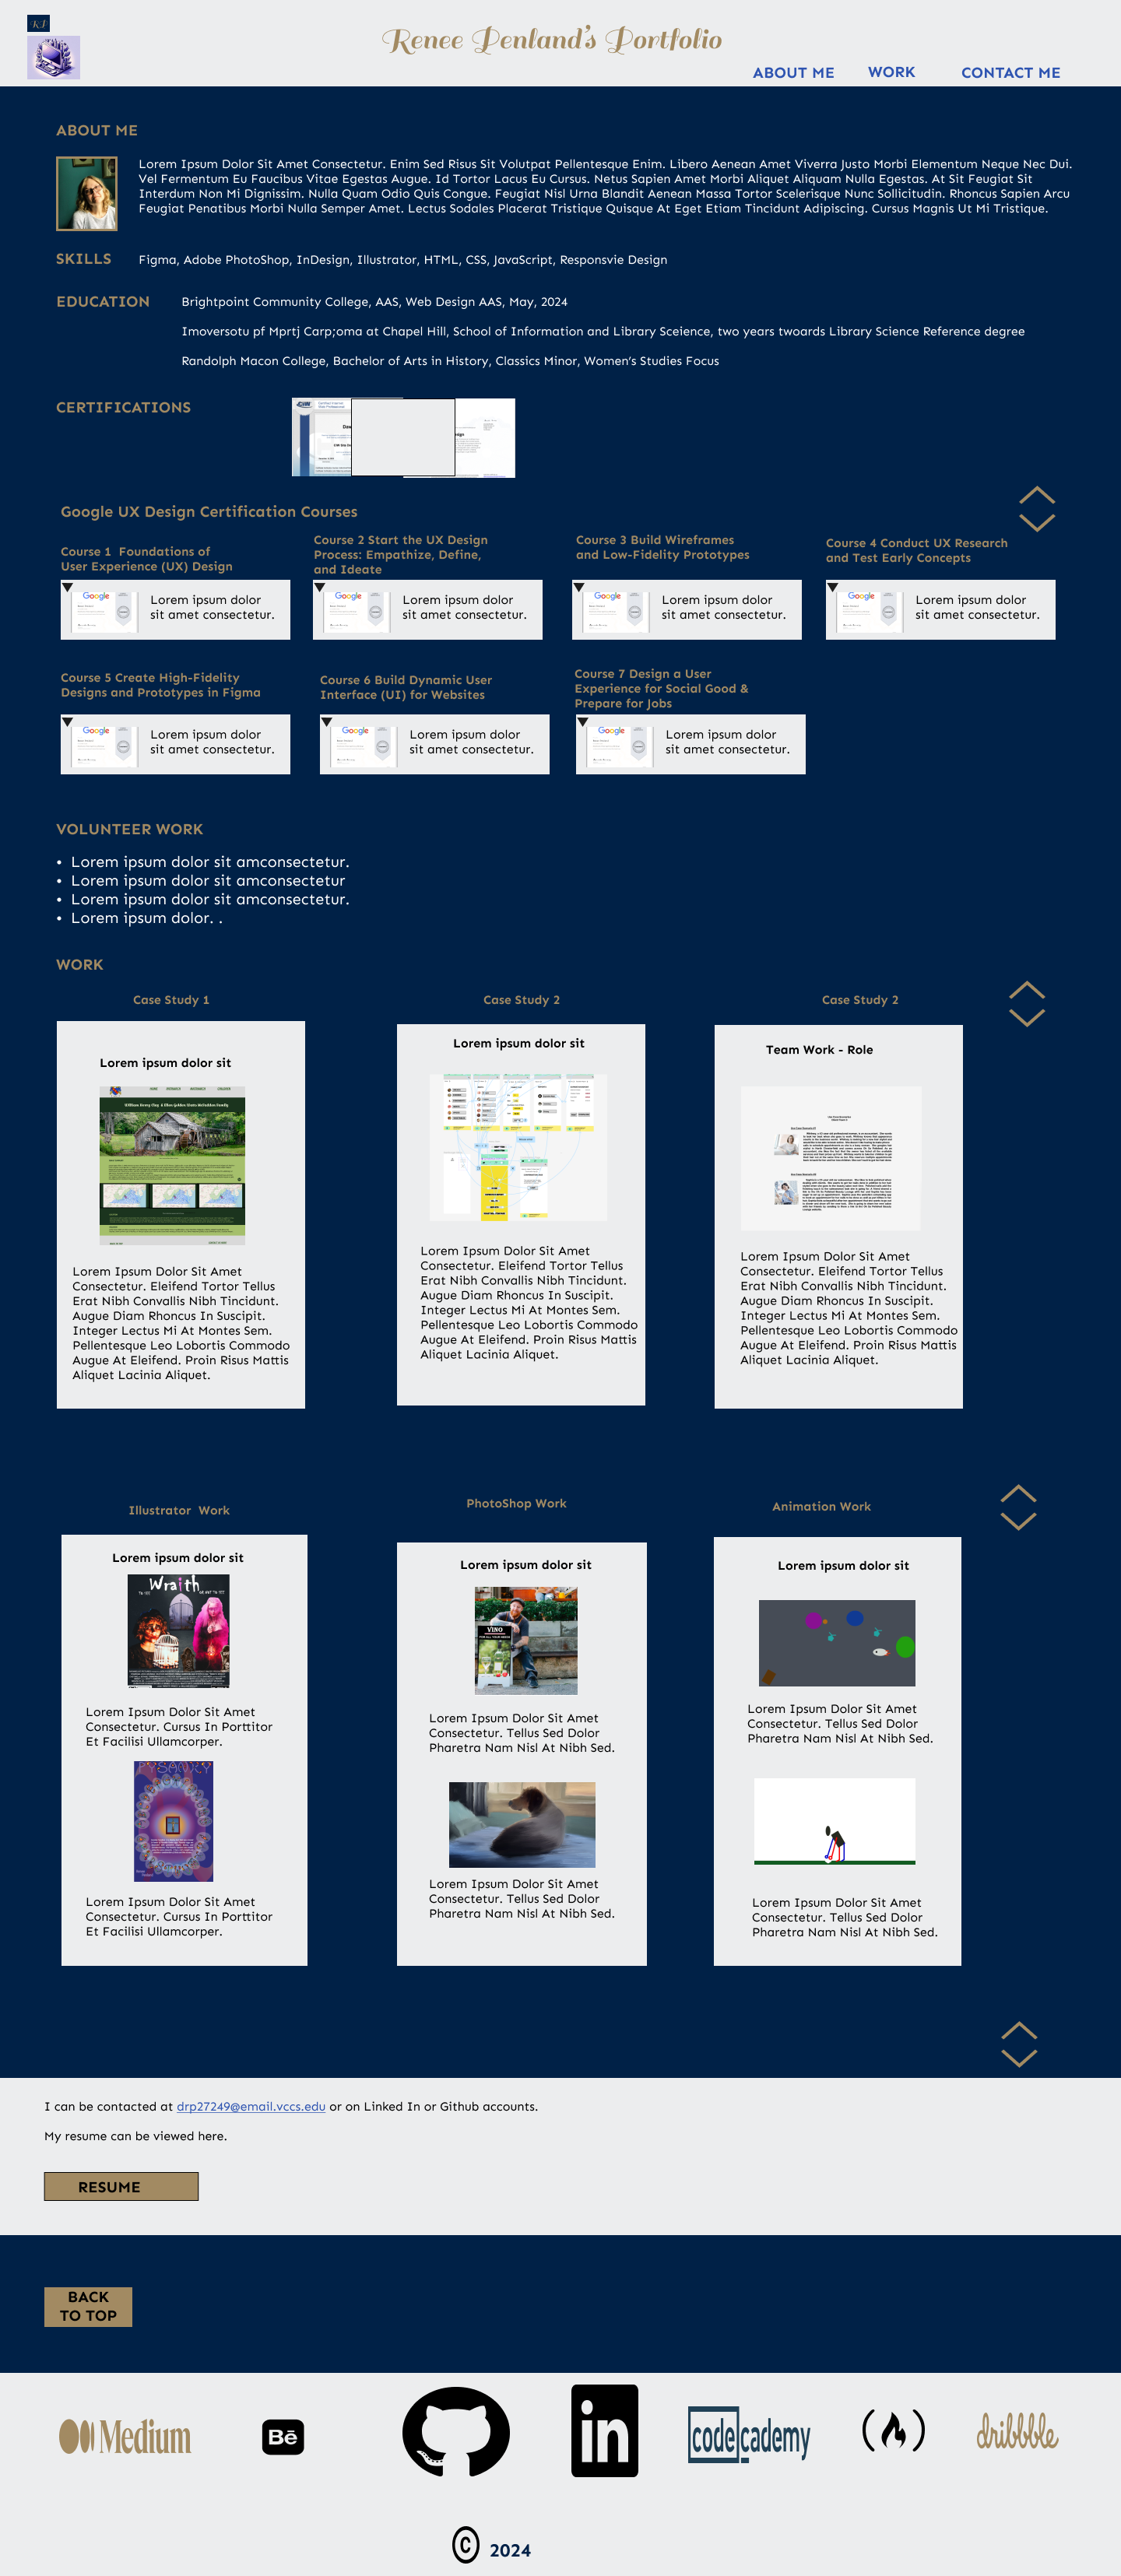 KP
Renee Penland's Portfolio
ABOUT ME WORK CONTACT ME
ABOUT ME
Lorem Ipsum Dolor Sit Amet Consectetur. Enim Sed Risus Sit Volutpat Pellentesque Enim. Libero Aenean Amet Viverra Justo Morbi Elementum Neque Nec Dui.
Vel Fermentum Eu Faucibus Vitae Egestas Augue. Id Tortor Lacus Eu Cursus. Netus Sapien Amet Morbi Aliquet Aliquam Nulla Egestas. At Sit Feugiat Sit
Interdum Non Mi Dignissim. Nulla Quam Odio Quis Congue. Feugiat Nisl Urna Blandit Aenean Massa Tortor Scelerisque Nunc Sollicitudin. Rhoncus Sapien Arcu
Feugiat Penatibus Morbi Nulla Semper Amet. Lectus Sodales Placerat Tristique Quisque At Eget Etiam Tincidunt Adipiscing. Cursus Magnis Ut Mi Tristique.
SKILLS Figma, Adobe PhotoShop, InDesign, Illustrator, HTML, CSS, JavaScript, Responsvie Design
EDUCATION Brightpoint Community College, AAS, Web Design AAS, May, 2024
Imoversotu pf Mprtj Carp;oma at Chapel Hill, School of Information and Library Sceience, two years twoards Library Science Reference degree
Randolph Macon College, Bachelor of Arts in History, Classics Minor, Women's Studies Focus
CERTIFICATIONS
Google UX Design Certification Courses
Course 1 Foundations of
User Experience (UX) Design
Course 2 Start the UX Design
Process: Empathize, Define,
and Ideate
Course 3 Build Wireframes
and Low-Fidelity Prototypes
Course 4 Conduct UX Research
and Test Early Concepts
Google
Lorem ipsum dolor
sit amet consectetur.
Google
Lorem ipsum dolor
sit amet consectetur.
Google
Lorem ipsum dolor
sit amet consectetur.
Google
Lorem ipsum dolor
sit amet consectetur.
Course 5 Create High-Fidelity
Designs and Prototypes in Figma
Course 6 Build Dynamic User
Interface (UI) for Websites
Course 7 Design a User
Experience for Social Good &
Prepare for Jobs
Google
Lorem ipsum dolor
sit amet consectetur.
Google
Lorem ipsum dolor
sit amet consectetur.
Google
Lorem ipsum dolor
sit amet consectetur.
VOLUNTEER WORK
• Lorem ipsum dolor sit amconsectetur.
• Lorem ipsum dolor sit amconsectetur
• Lorem ipsum dolor sit amconsectetur.
• Lorem ipsum dolor. .
WORK
Case Study 1
Lorem ipsum dolor sit
Lorem Ipsum Dolor Sit Amet
Consectetur. Eleifend Tortor Tellus
Erat Nibh Convallis Nibh Tincidunt.
Augue Diam Rhoncus In Suscipit.
Integer Lectus Mi At Montes Sem.
Pellentesque Leo Lobortis Commodo
Augue At Eleifend. Proin Risus Mattis
Aliquet Lacinia Aliquet.
Case Study 2
Lorem ipsum dolor sit
Lorem Ipsum Dolor Sit Amet
Consectetur. Eleifend Tortor Tellus
Erat Nibh Convallis Nibh Tincidunt.
Augue Diam Rhoncus In Suscipit.
Integer Lectus Mi At Montes Sem.
Pellentesque Leo Lobortis Commodo
Augue At Eleifend. Proin Risus Mattis
Aliquet Lacinia Aliquet.
Case Study 2
Team Work - Role
Lorem Ipsum Dolor Sit Amet
Consectetur. Eleifend Tortor Tellus
Erat Nibh Convallis Nibh Tincidunt.
Augue Diam Rhoncus In Suscipit.
Integer Lectus Mi At Montes Sem.
Pellentesque Leo Lobortis Commodo
Augue At Eleifend. Proin Risus Mattis
Aliquet Lacinia Aliquet.
Illustrator Work
Lorem ipsum dolor sit
Wraith
Lorem Ipsum Dolor Sit Amet
Consectetur. Cursus In Porttitor
Et Facilisi Ullamcorper.
PYSANKY
Lorem Ipsum Dolor Sit Amet
Consectetur. Cursus In Porttitor
Et Facilisi Ullamcorper.
PhotoShop Work
Lorem ipsum dolor sit
VINO
Lorem Ipsum Dolor Sit Amet
Consectetur. Tellus Sed Dolor
Pharetra Nam Nisl At Nibh Sed.
Lorem Ipsum Dolor Sit Amet
Consectetur. Tellus Sed Dolor
Pharetra Nam Nisl At Nibh Sed.
Animation Work
Lorem ipsum dolor sit
Lorem Ipsum Dolor Sit Amet
Consectetur. Tellus Sed Dolor
Pharetra Nam Nisl At Nibh Sed.
Lorem Ipsum Dolor Sit Amet
Consectetur. Tellus Sed Dolor
Pharetra Nam Nisl At Nibh Sed.
I can be contacted at drp27249@email.vccs.edu or on Linked In or Github accounts.
My resume can be viewed here.
RESUME
BACK
TO TOP
Medium Bē in codecademy dribbble
© 2024